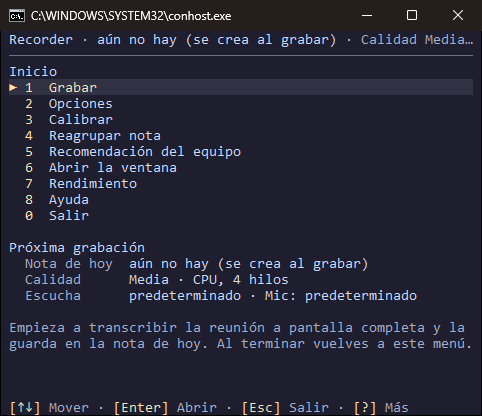 C:\WINDOWS\SYSTEM32\conhost.exe
Recorder · aún no hay (se crea al grabar) · Calidad Media…
Inicio
► 1 Grabar
2 Opciones
3 Calibrar
4 Reagrupar nota
5 Recomendación del equipo
6 Abrir la ventana
7 Rendimiento
8 Ayuda
0 Salir
Próxima grabación
Nota de hoy aún no hay (se crea al grabar)
Calidad Media · CPU, 4 hilos
Escucha predeterminado · Mic: predeterminado
Empieza a transcribir la reunión a pantalla completa y la
guarda en la nota de hoy. Al terminar vuelves a este menú.
[↑↓] Mover · [Enter] Abrir · [Esc] Salir · [?] Más